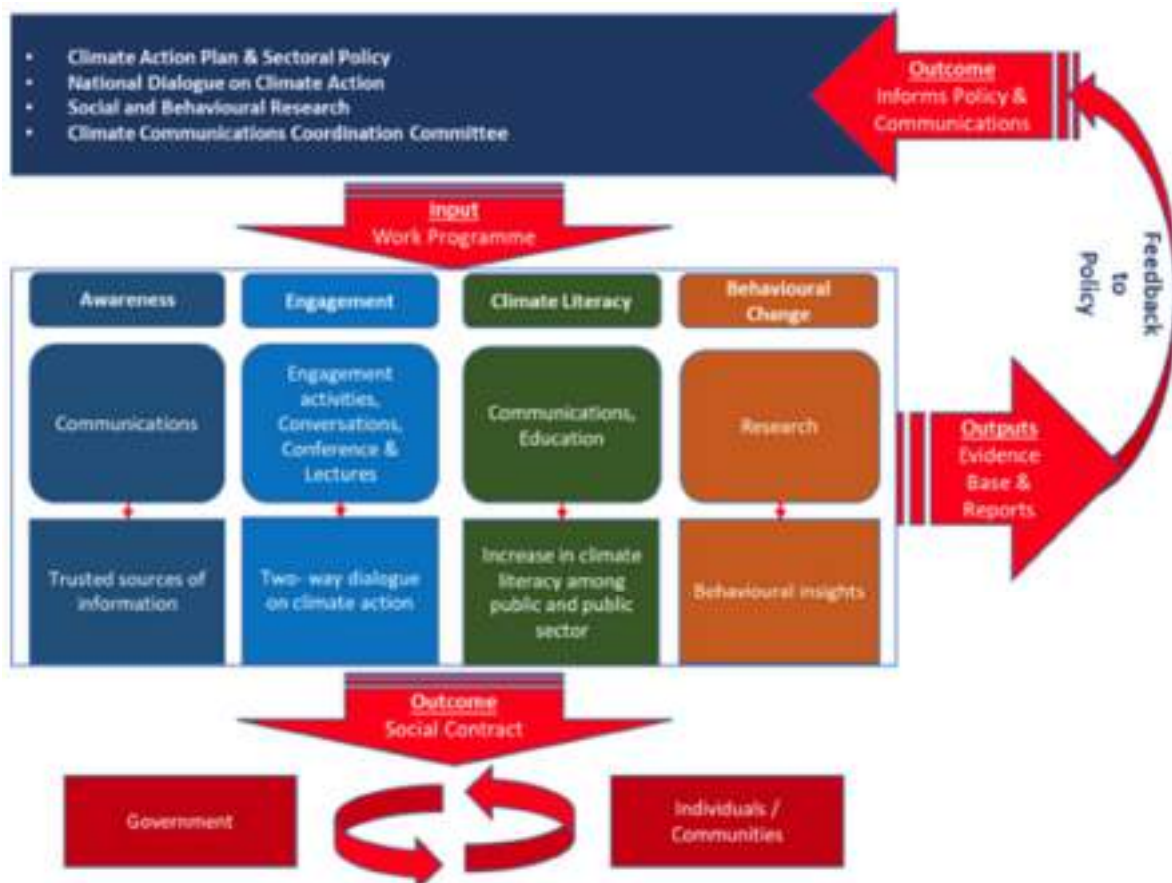 • Climate Action Plan & Sectoral Policy
• National Dialogue on Climate Action
• Social and Behavioural Research
• Climate Communications Coordination Committee
Outcome
Informs Policy &
Communications
Input
Work Programme
Feedback
to
Policy
Awareness
Engagement
Climate Literacy
Behavioural
Change
Communications
Engagement
activities,
Conversations,
Conference &
Lectures
Communications,
Education
Research
Outputs
Evidence
Base &
Reports
Trusted sources of
information
Two- way dialogue
on climate action
Increase in climate
literacy among
public and public
sector
Behavioural insights
Outcome
Social Contract
Government
Individuals /
Communities